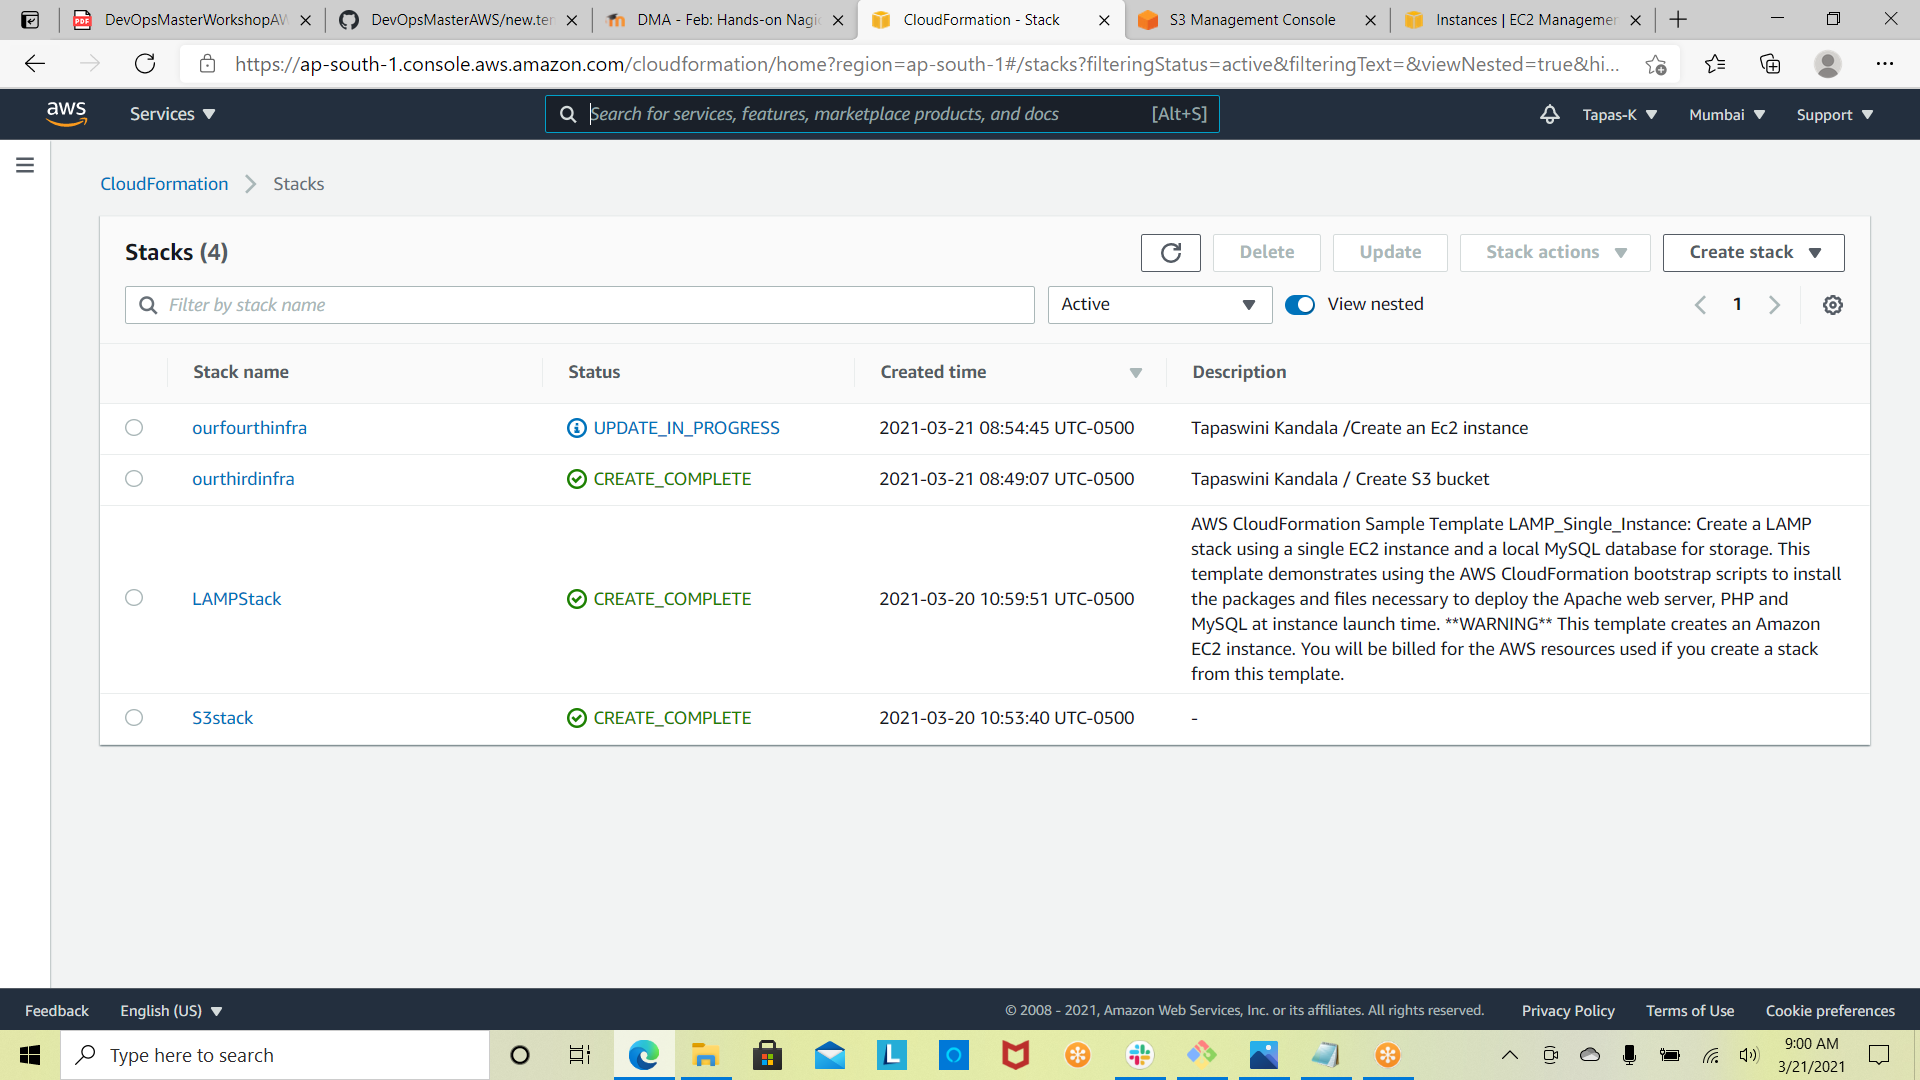 DevOpsMasterWorkshopAW
DevOpsMasterAWS/new.ten
DMA - Feb: Hands-on Nagio
CloudFormation - Stack
S3 Management Console
Instances | EC2 Managemen
https://ap-south-1.console.aws.amazon.com/cloudformation/home?region=ap-south-1#/stacks?filteringStatus=active&filteringText=&viewNested=true&hi...
aws
Services
Search for services, features, marketplace products, and docs
[Alt+S]
Tapas-K
Mumbai
Support
CloudFormation
Stacks
Stacks (4)
Delete
Update
Stack actions
Create stack
Filter by stack name
Active
View nested
1
Stack name
Status
Created time
Description
ourfourthinfra
UPDATE_IN_PROGRESS
2021-03-21 08:54:45 UTC-0500
Tapaswini Kandala /Create an Ec2 instance
ourthirdinfra
CREATE_COMPLETE
2021-03-21 08:49:07 UTC-0500
Tapaswini Kandala / Create S3 bucket
LAMPStack
CREATE_COMPLETE
2021-03-20 10:59:51 UTC-0500
AWS CloudFormation Sample Template LAMP_Single_Instance: Create a LAMP
stack using a single EC2 instance and a local MySQL database for storage. This
template demonstrates using the AWS CloudFormation bootstrap scripts to install
the packages and files necessary to deploy the Apache web server, PHP and
MySQL at instance launch time. **WARNING** This template creates an Amazon
EC2 instance. You will be billed for the AWS resources used if you create a stack
from this template.
S3stack
CREATE_COMPLETE
2021-03-20 10:53:40 UTC-0500
-
Feedback
English (US)
© 2008 - 2021, Amazon Web Services, Inc. or its affiliates. All rights reserved.
Privacy Policy
Terms of Use
Cookie preferences
Type here to search
9:00 AM
3/21/2021